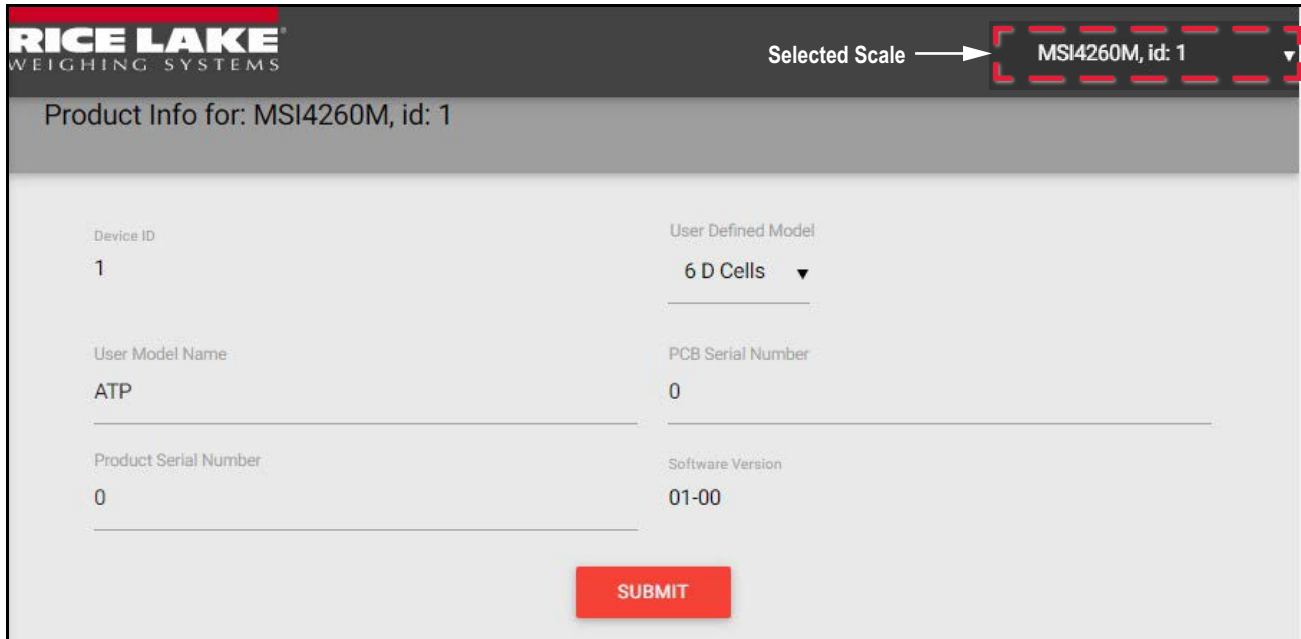 RICE LAKE®
WEIGHING SYSTEMS
Selected Scale
MSI4260M, id: 1
Product Info for: MSI4260M, id: 1
Device ID
1
User Defined Model
6 D Cells
User Model Name
ATP
PCB Serial Number
0
Product Serial Number
0
Software Version
01-00
SUBMIT